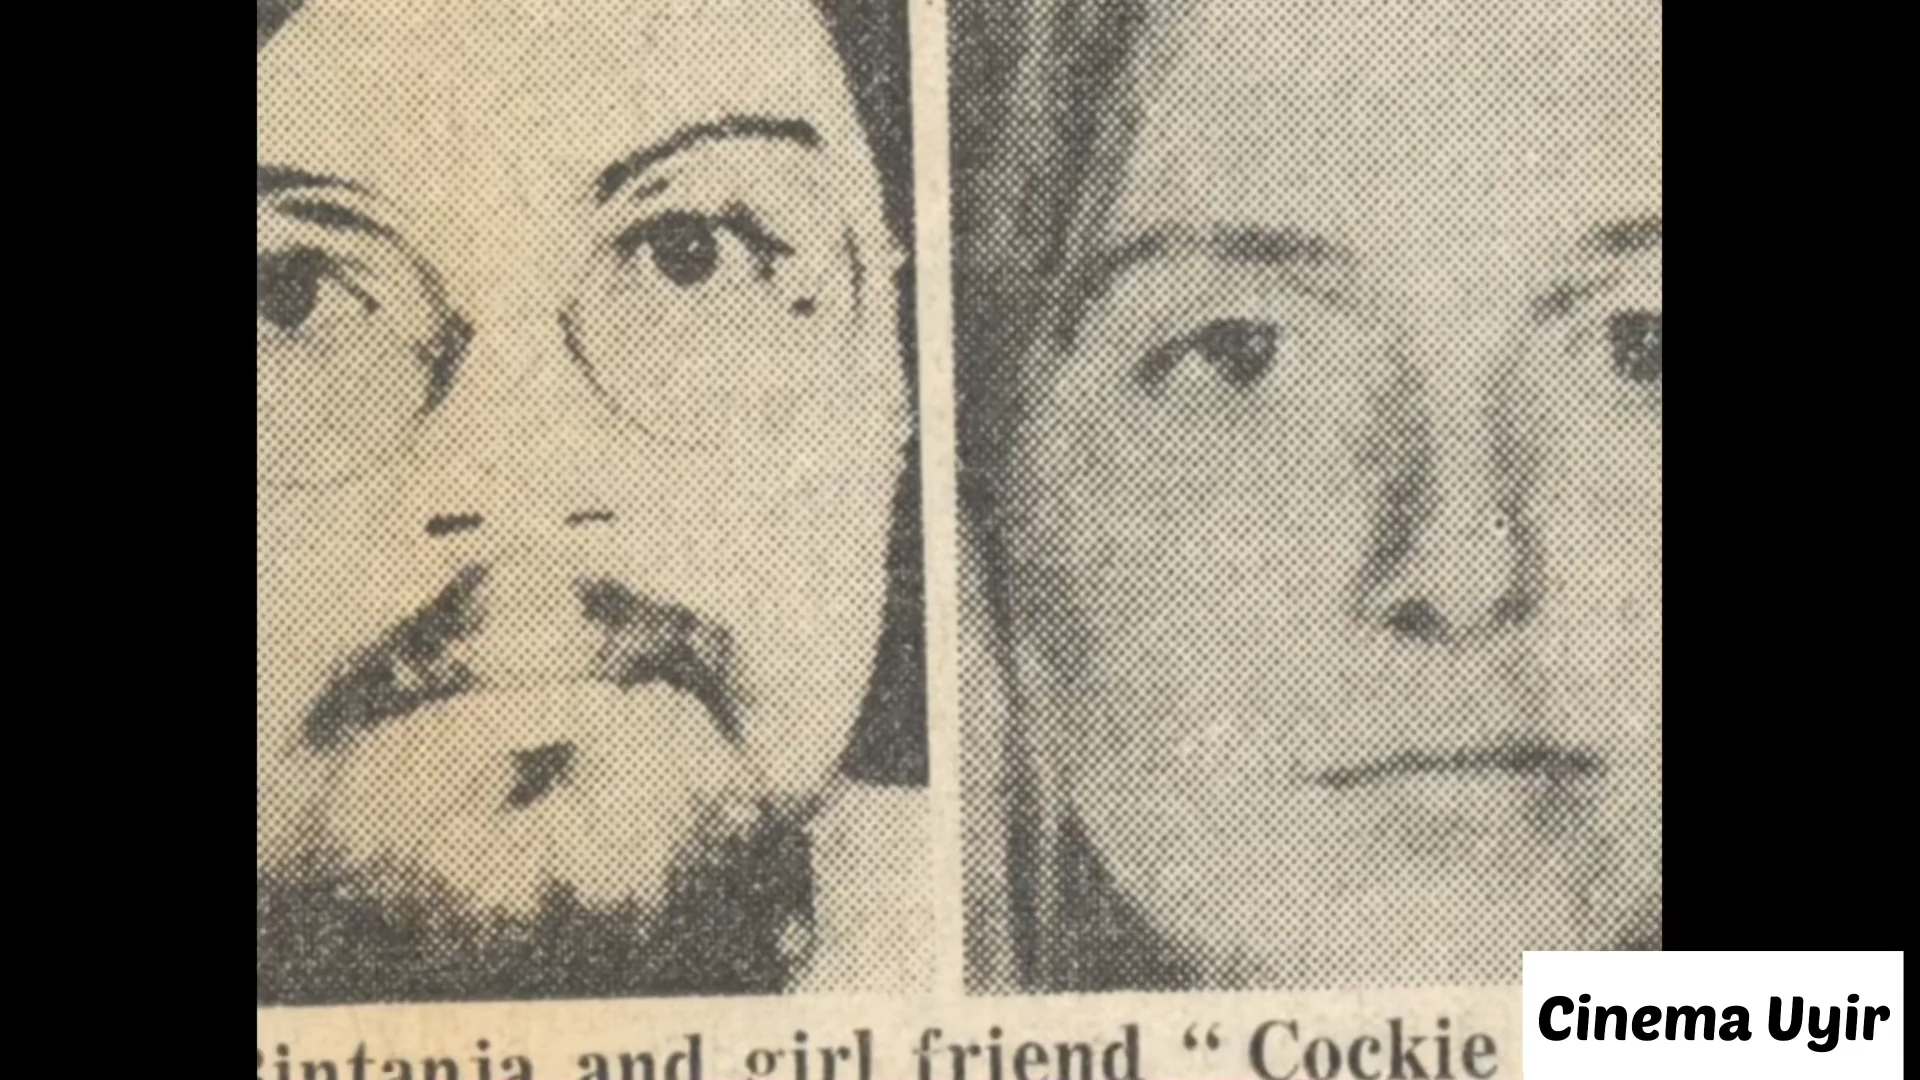 and girl friend “ Cockie
Cinema Uyir